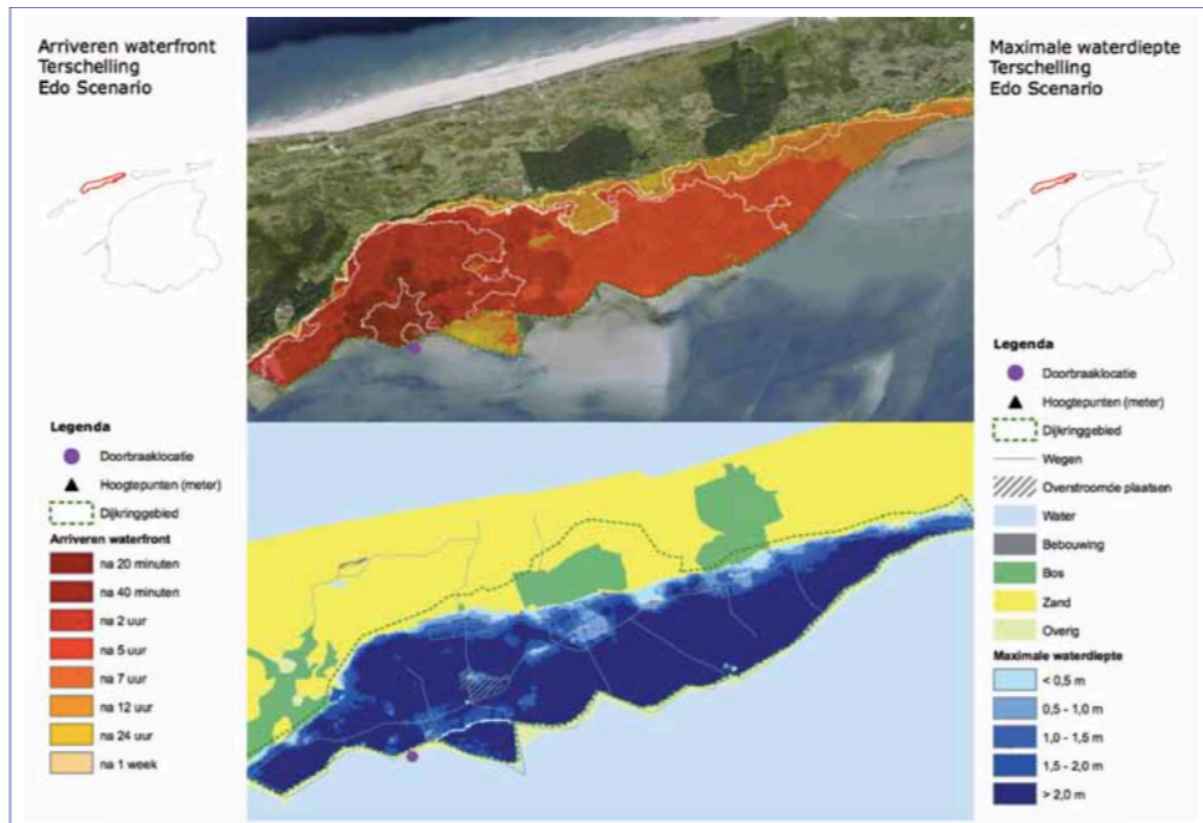 Arriveren waterfront
Terschelling
Edo Scenario
Legenda
Doorbraaklocatie
Hoogtepunten (meter)
Dijkringgebied
Arriveren waterfront
na 20 minuten
na 40 minuten
na 2 uur
na 5 uur
na 7 uur
na 12 uur
na 24 uur
na 1 week
Maximale waterdiepte
Terschelling
Edo Scenario
Legenda
Doorbraaklocatie
Hoogtepunten (meter)
Dijkringgebied
Wegen
Overstroomde plaatsen
Water
Bebouwing
Bos
Zand
Overig
Maximale waterdiepte
< 0,5 m
0,5 - 1,0 m
1,0 - 1,5 m
1,5 - 2,0 m
> 2,0 m